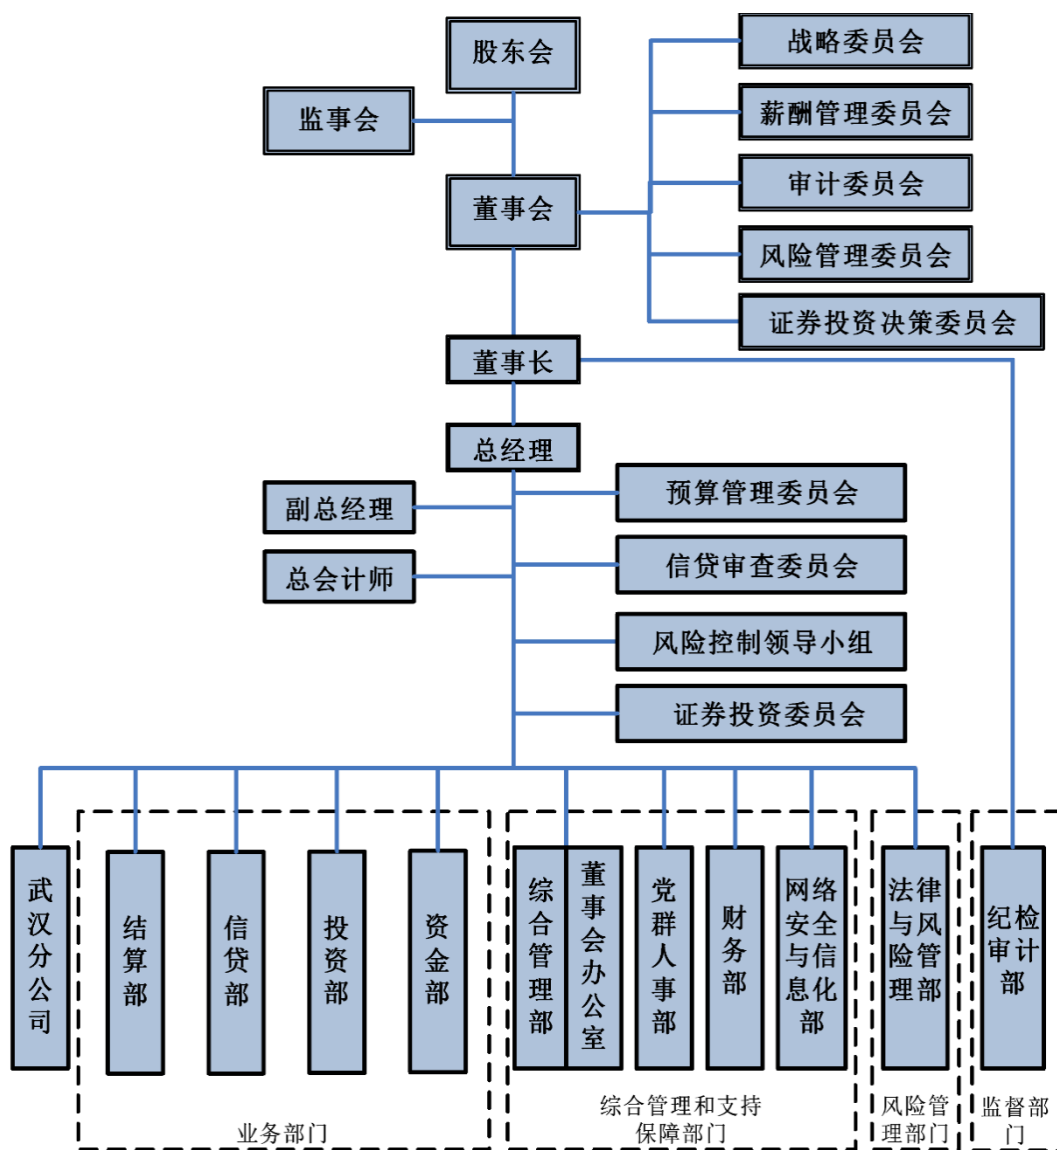 股东会
战略委员会
监事会
薪酬管理委员会
董事会
审计委员会
风险管理委员会
证券投资决策委员会
董事长
总经理
副总经理
预算管理委员会
总会计师
信贷审查委员会
风险控制领导小组
证券投资委员会
武汉分公司
结算部
信贷部
投资部
资金部
综合管理部
董事会办公室
党群人事部
财务部
网络
安全
与信
息化
部
法律
与风
险管
理部
纪检
审计
部
业务部门
综合管理和支持
保障部门
风险管
理部门
监督部
门